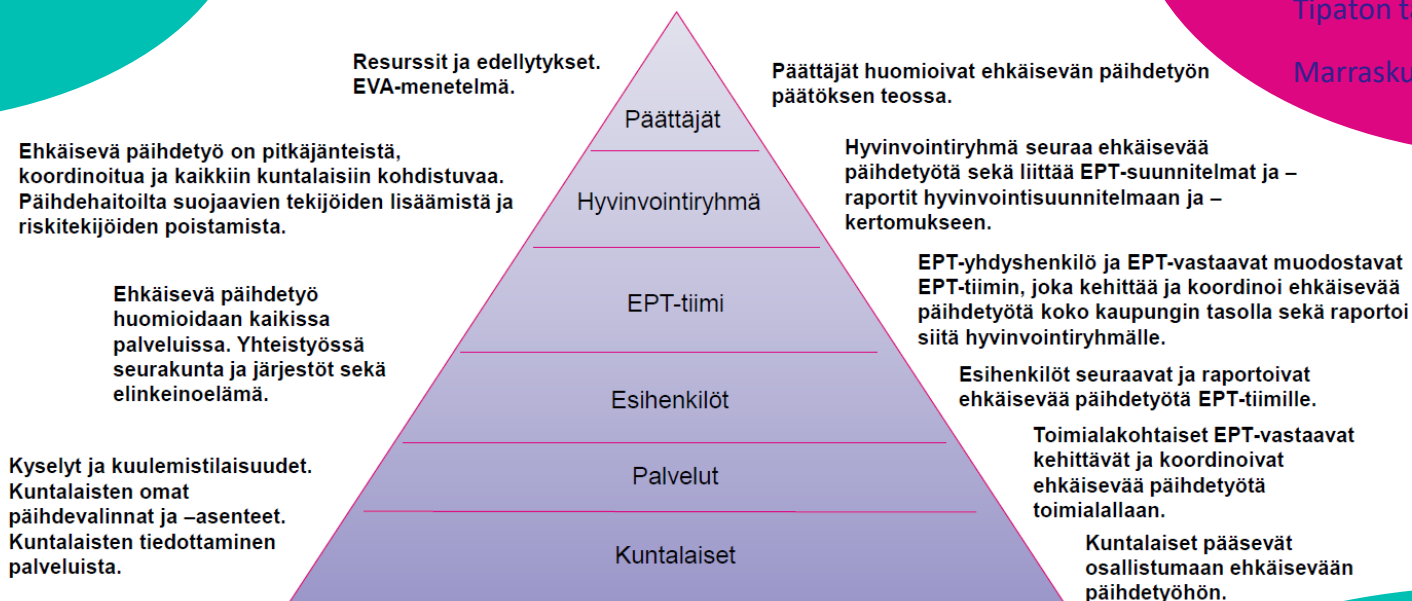 Tipaton
Marrasku
Resurssit ja edellytykset.
EVA-menetelmä.
Päättäjät huomioivat ehkäisevän päihdetyön
päätöksen teossa.
Päättäjät
Ehkäisevä päihdetyö on pitkäjänteistä,
koordinoitua ja kaikkiin kuntalaisiin kohdistuvaa.
Päihdehaitoilta suojaavien tekijöiden lisäämistä ja
riskitekijöiden poistamista.
Hyvinvointiryhmä
Hyvinvointiryhmä seuraa ehkäisevää
päihdetyötä sekä liittää EPT-suunnitelmat ja –
raportit hyvinvointisuunnitelmaan ja –
kertomukseen.
Ehkäisevä päihdetyö
huomioidaan kaikissa
palveluissa. Yhteistyössä
seurakunta ja järjestöt sekä
elinkeinoelämä.
EPT-tiimi
EPT-yhdyshenkilö ja EPT-vastaavat muodostavat
EPT-tiimin, joka kehittää ja koordinoi ehkäisevää
päihdetyötä koko kaupungin tasolla sekä raportoi
siitä hyvinvointiryhmälle.
Esihenkilöt
Esihenkilöt seuraavat ja raportoivat
ehkäisevää päihdetyötä EPT-tiimille.
Kyselyt ja kuulemistilaisuudet.
Kuntalaisten omat
päihdevalinnat ja –asenteet.
Kuntalaisten tiedottaminen
palveluista.
Palvelut
Toimialakohtaiset EPT-vastaavat
kehittävät ja koordinoivat
ehkäisevää päihdetyötä
toimialallaan.
Kuntalaiset
Kuntalaiset pääsevät
osallistumaan ehkäisevään
päihdetyöhön.